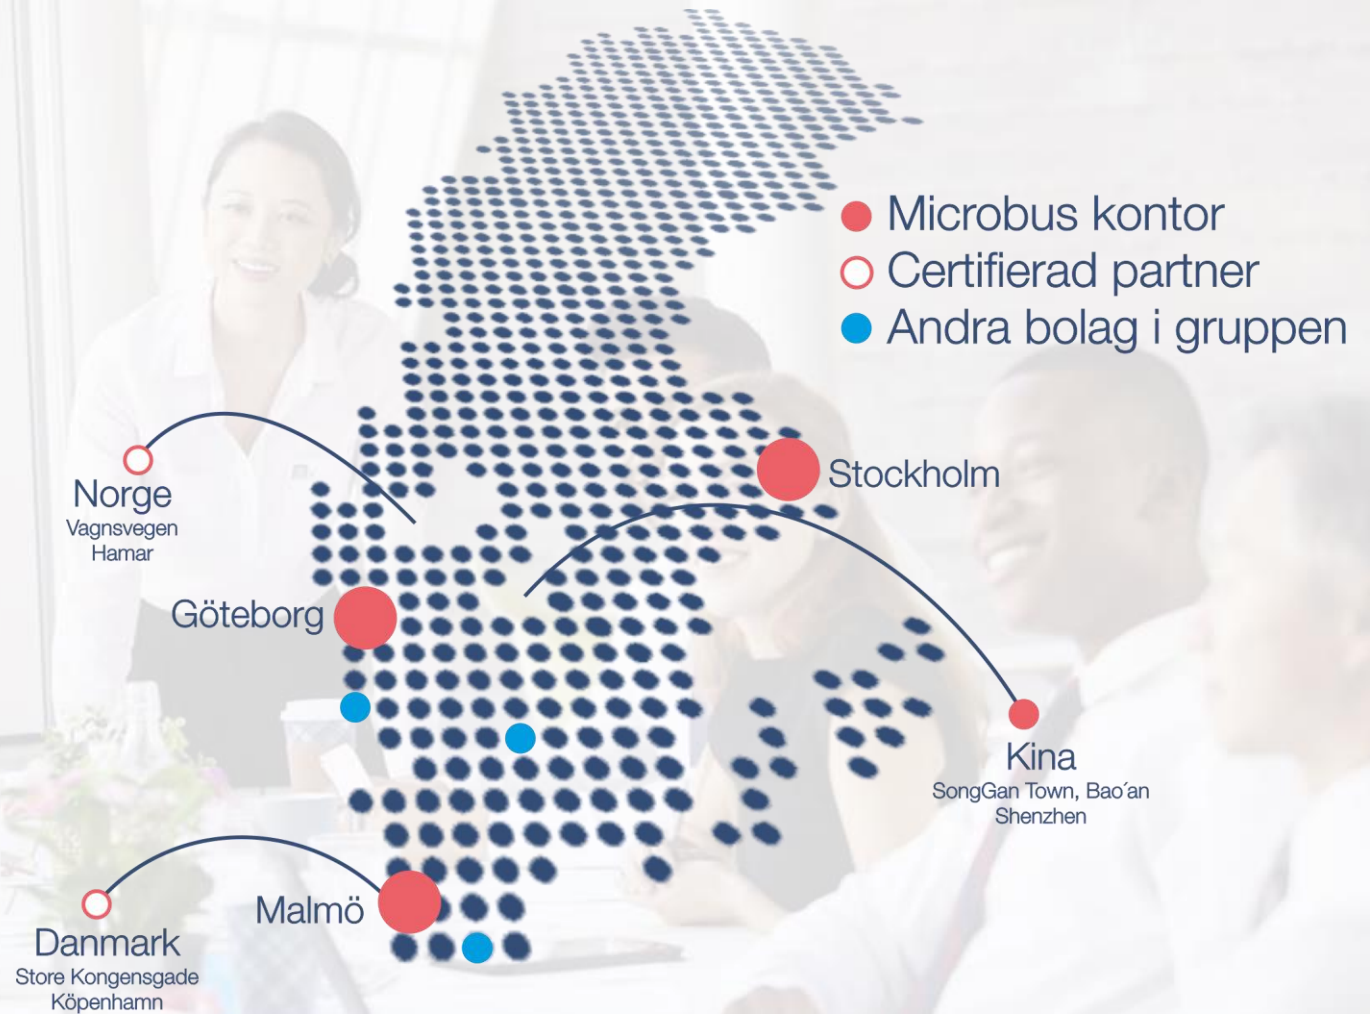 Microbus kontor
Certifierad partner
Andra bolag i gruppen
Stockholm
Norge
Vagnsvegen
Hamar
Göteborg
Kina
SongGan Town, Bao´an
Shenzhen
Malmö
Danmark
Store Kongensgade
Köpenhamn